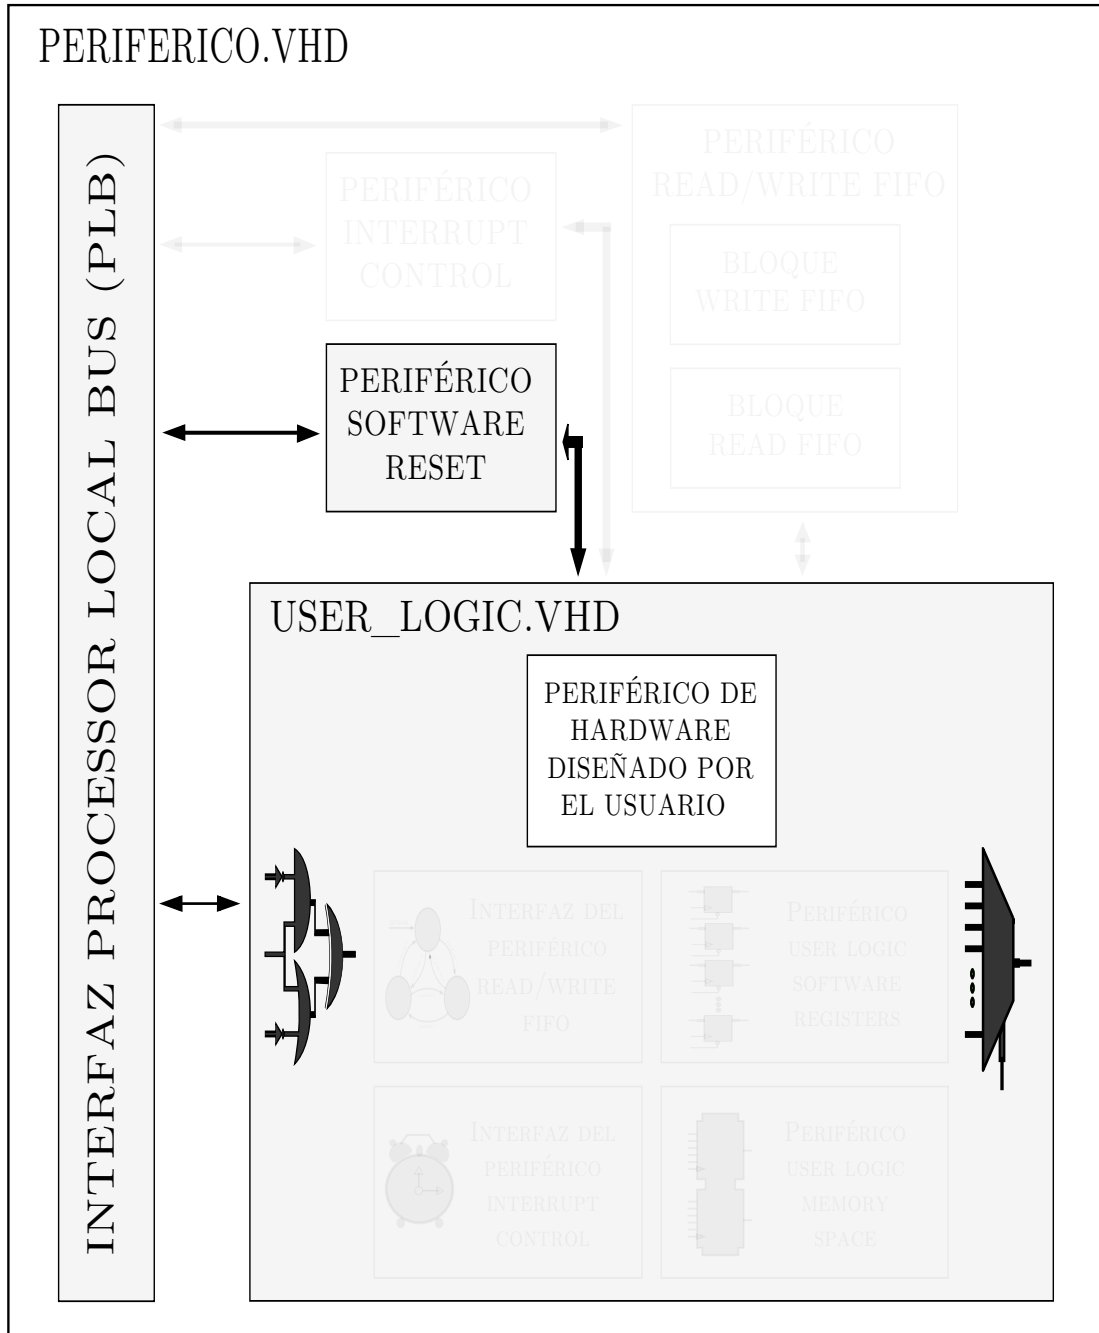 PERIFERICO.VHD
INTERFAZ PROCESSOR LOCAL BUS (PLB)
PERIFÉRICO
INTERRUPT
CONTROL
PERIFÉRICO
READ/WRITE FIFO
BLOQUE
WRITE FIFO
BLOQUE
READ FIFO
PERIFÉRICO
SOFTWARE
RESET
USER_LOGIC.VHD
PERIFÉRICO DE
HARDWARE
DISEÑADO POR
EL USUARIO
INTERFAZ DEL
PERIFÉRICO
READ/WRITE
FIFO
PERIFÉRICO
USER LOGIC
SOFTWARE
REGISTERS
INTERFAZ DEL
PERIFÉRICO
INTERRUPT
CONTROL
PERIFÉRICO
USER LOGIC
MEMORY
SPACE